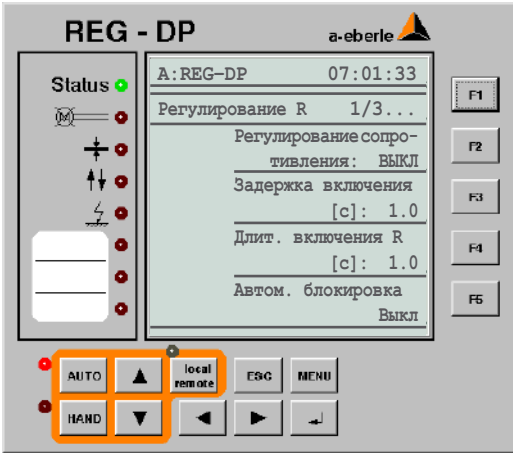 REG - DP
a-eberle
Status
M
A:REG-DP 07:01:33
Регулирование R 1/3...
Регулирование сопро-
тивления: ВЫКЛ
Задержка включения
[с]: 1.0
Длит. включения R
[с]: 1.0
Автом. блокировка
Выкл
F1
F2
F3
F4
F5
AUTO
local
remote
ESC
MENU
HAND